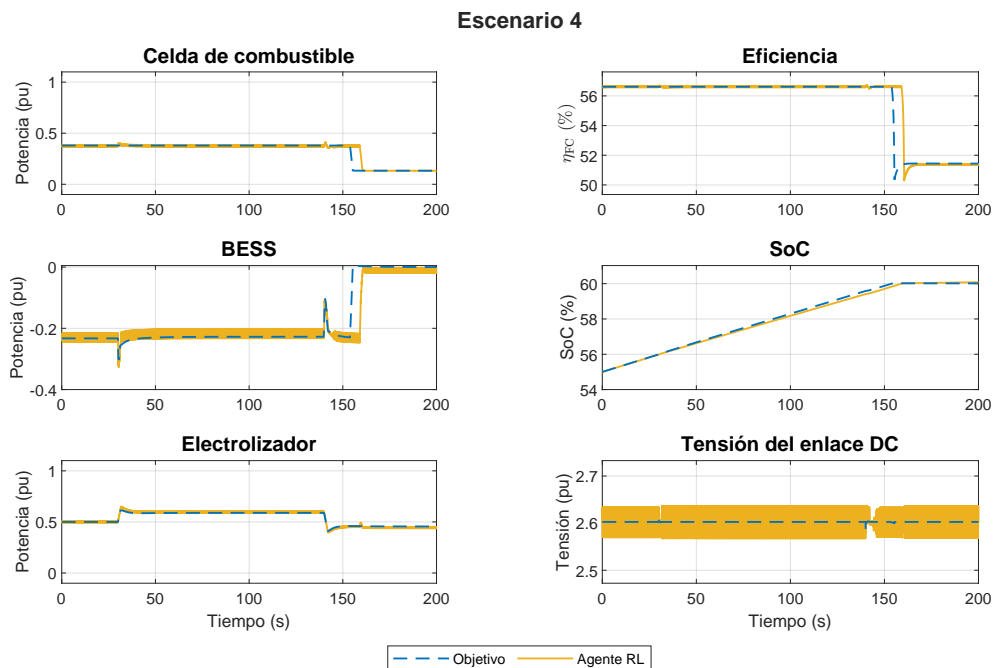 Escenario 4
Celda de combustible
Potencia (pu)
1
0.5
0
0 50 100 150 200
Eficiencia
ηFC (%)
56
54
52
50
0 50 100 150 200
BESS
Potencia (pu)
0
-0.2
-0.4
0 50 100 150 200
SoC
SoC (%)
60
58
56
54
0 50 100 150 200
Electrolizador
Potencia (pu)
1
0.5
0
0 50 100 150 200
Tiempo (s)
Tensión del enlace DC
Tensión (pu)
2.7
2.6
2.5
0 50 100 150 200
Tiempo (s)
Objetivo Agente RL